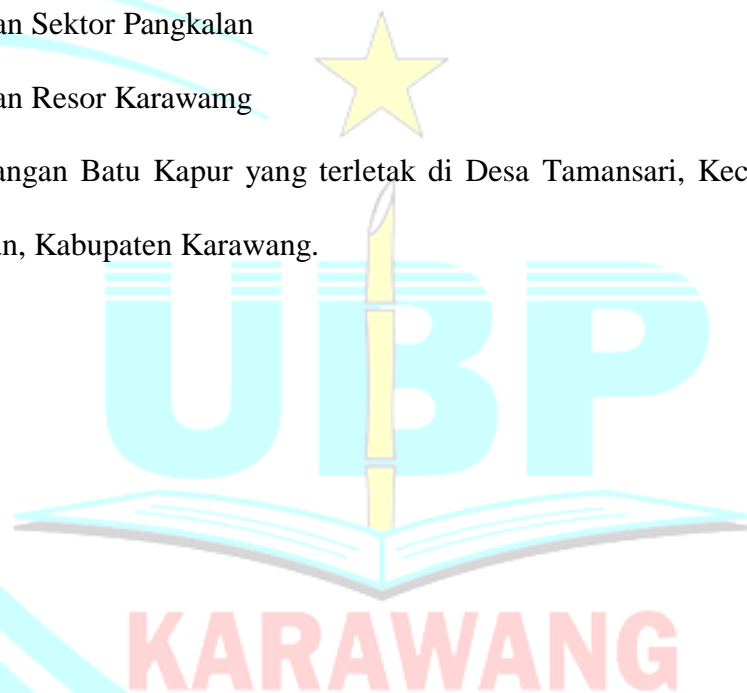 an Sektor Pangkalan
an Resor Karawamg
angan Batu Kapur yang terletak di Desa Tamansari, Kec
n, Kabupaten Karawang.
UBP
KARAWANG